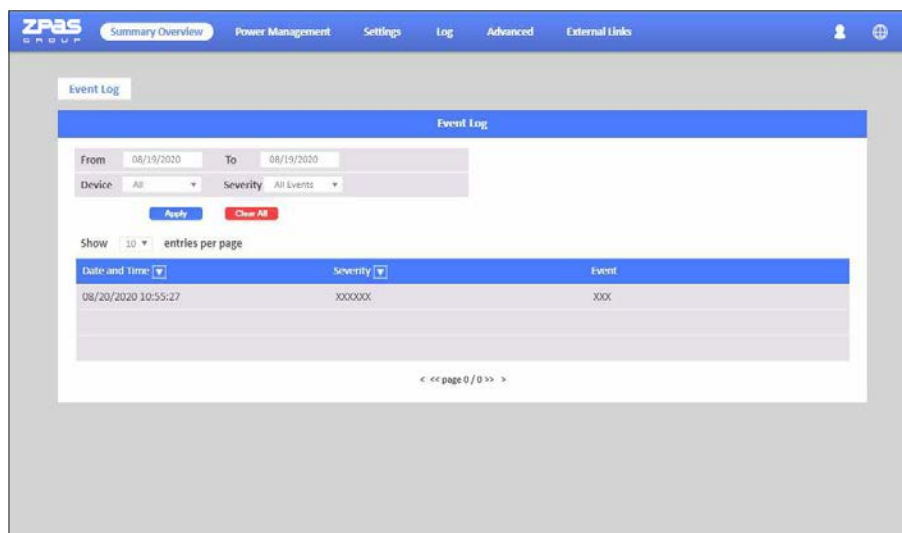 ZPAS Summary Overview Power Management Settings Log Advanced External Links
GROUP
Event Log
Event Log
From 08/19/2020 To 08/19/2020
Device All Severity All Events
Apply Clear All
Show 10 entries per page
Date and Time Severity Event
08/20/2020 10:55:27 XXXXXX XXX
< << page 0 / 0 >> >